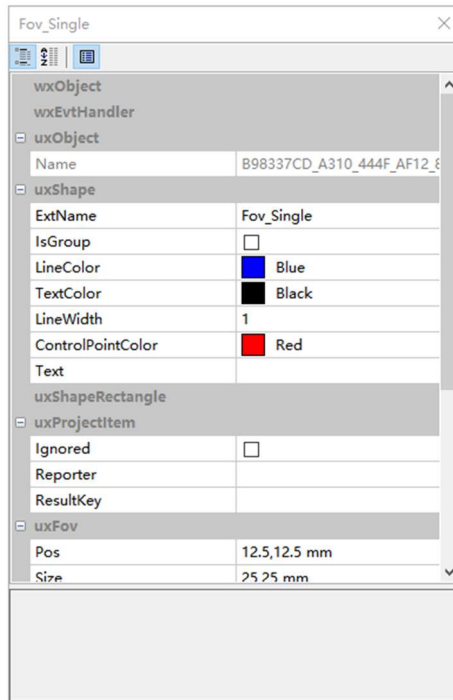 Fov_Single
wxObject
wxEvtHandler
uxObject
Name B98337CD_A310_444F_AF12_8
uxShape
ExtName Fov_Single
IsGroup
LineColor Blue
TextColor Black
LineWidth 1
ControlPointColor Red
Text
uxShapeRectangle
uxProjectItem
Ignored
Reporter
ResultKey
uxFov
Pos 12.5,12.5 mm
Size 25,25 mm